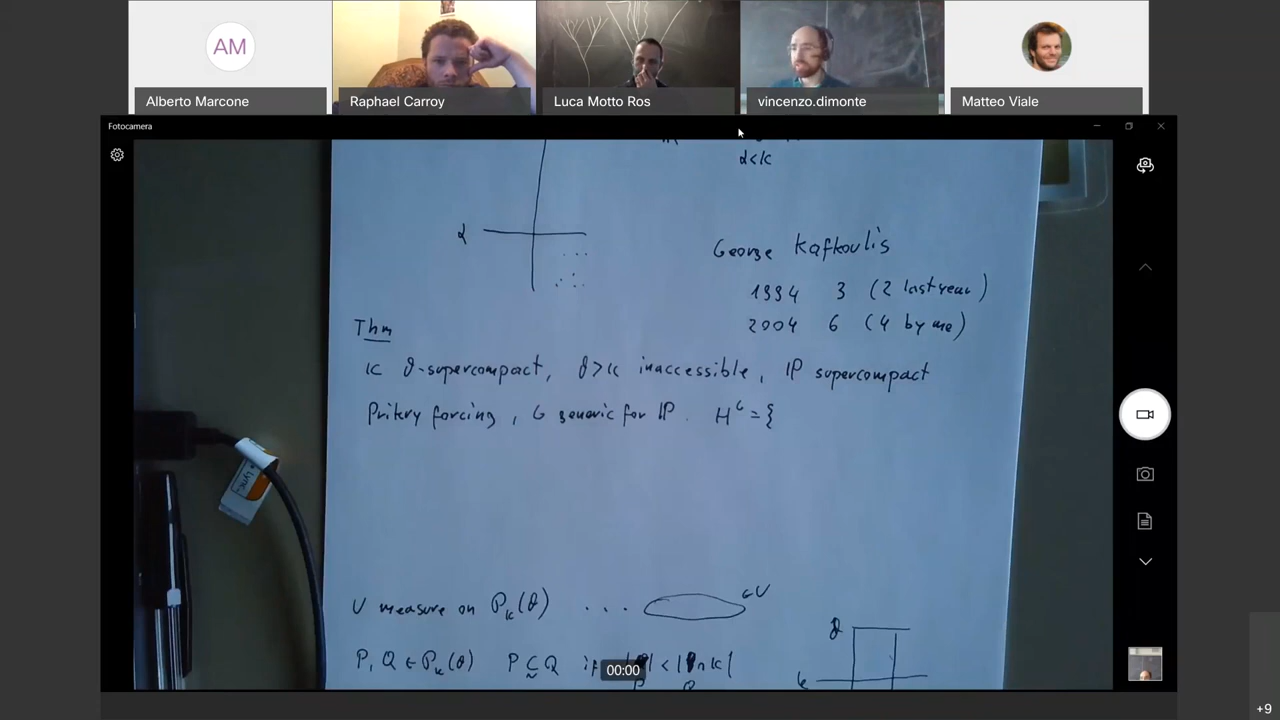 AM
Alberto Marcone
Raphael Carroy
Luca Motto Ros
vincenzo.dimonte
Matteo Viale
Fotocamera
α<κ
α
George Kafkoulis
1994 3 (2 last year)
2004 6 (4 by me)
Thm
κ θ-supercompact, θ>κ inaccessible, ℙ supercompact
Prikry forcing, G generic for ℙ. H^G = {
U measure on P_κ(θ) ... ∈U
θ
P, Q ∈ P_κ(θ) P ⊂ Q if
00:00
κ
+9